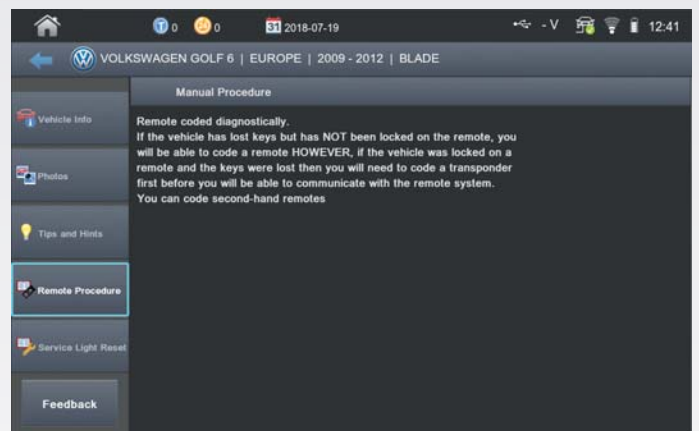 0
0
31 2018-07-19
- V
12:41
VOLKSWAGEN GOLF 6 | EUROPE | 2009 - 2012 | BLADE
Manual Procedure
Vehicle Info
Photos
Tips and Hints
Remote Procedure
Service Light Reset
Feedback
Remote coded diagnostically.
If the vehicle has lost keys but has NOT been locked on the remote, you
will be able to code a remote HOWEVER, if the vehicle was locked on a
remote and the keys were lost then you will need to code a transponder
first before you will be able to communicate with the remote system.
You can code second-hand remotes